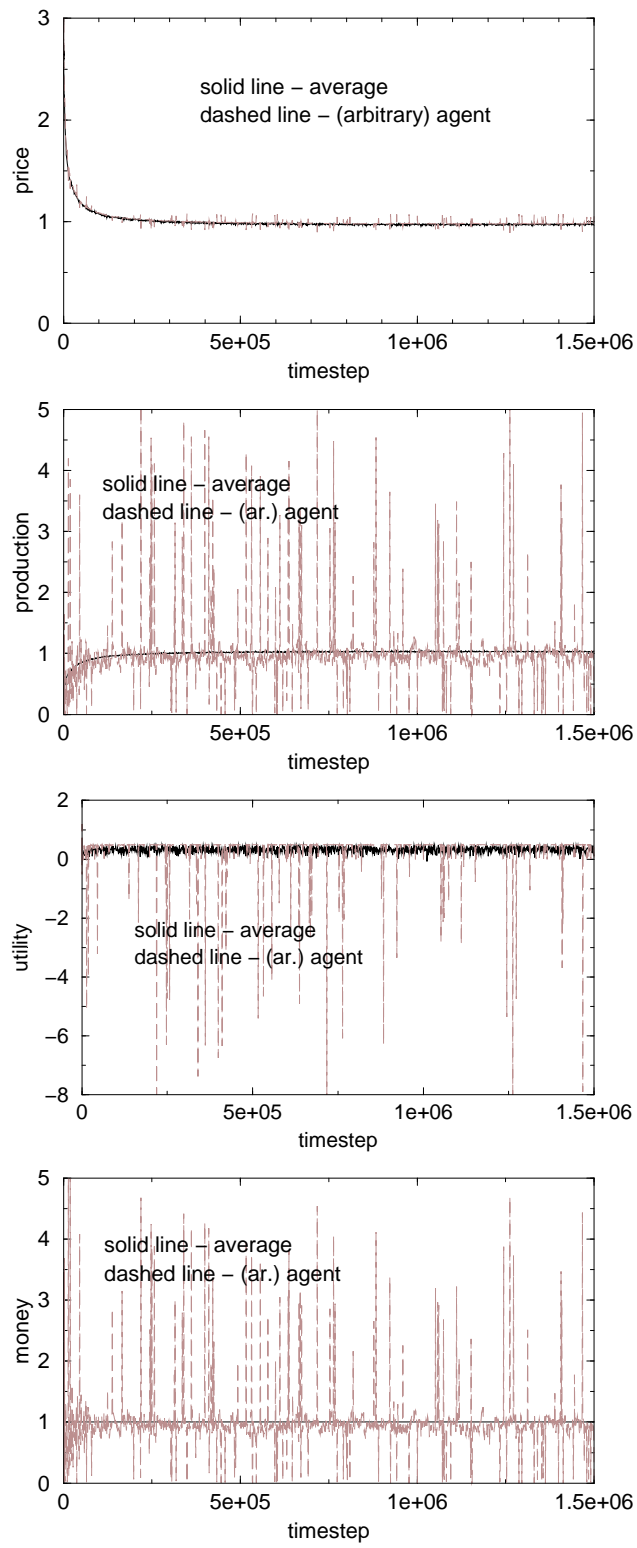 3
solid line − average
dashed line − (arbitrary) agent
2
price
1
0
0 5e+05 1e+06 1.5e+06
timestep
5
4
solid line − average
dashed line − (ar.) agent
3
production
2
1
0
0 5e+05 1e+06 1.5e+06
timestep
2
0
−2
solid line − average
utility
dashed line − (ar.) agent
−4
−6
−8
0 5e+05 1e+06 1.5e+06
timestep
5
4
solid line − average
dashed line − (ar.) agent
3
money
2
1
0
0 5e+05 1e+06 1.5e+06
timestep